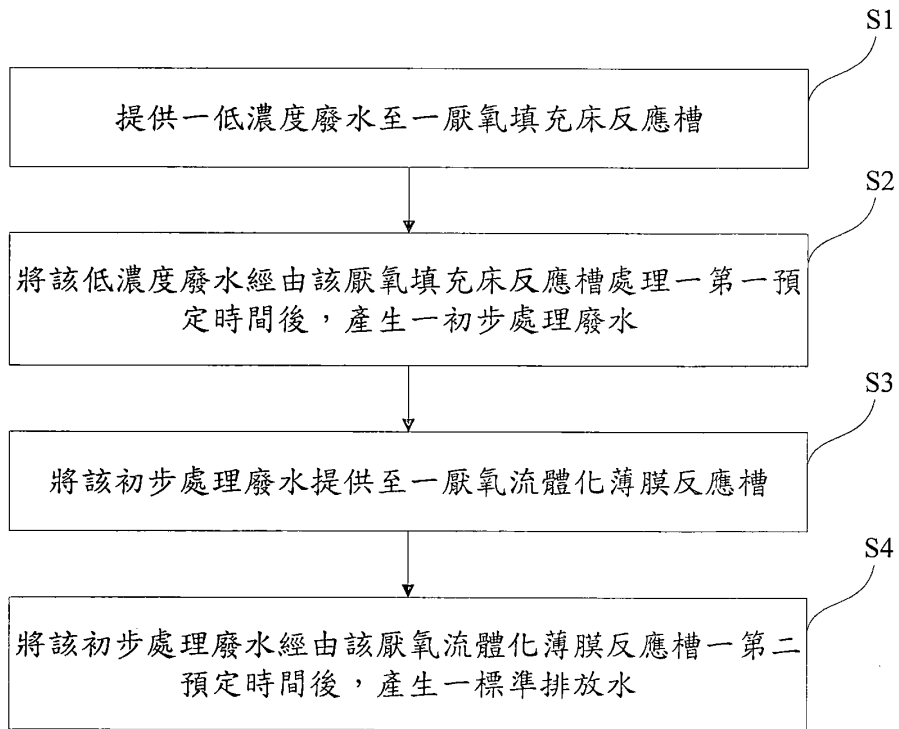 S1
提供一低濃度廢水至一厭氧填充床反應槽
S2
將該低濃度廢水經由該厭氧填充床反應槽處理一第一預
定時間後，產生一初步處理廢水
S3
將該初步處理廢水提供至一厭氧流體化薄膜反應槽
S4
將該初步處理廢水經由該厭氧流體化薄膜反應槽一第二
預定時間後，產生一標準排放水